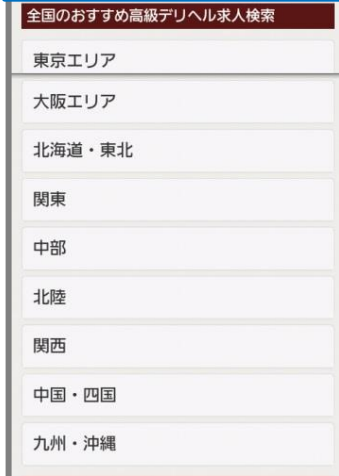 全国のおすすめ高級デリヘル求人検索
東京エリア
大阪エリア
北海道・東北
関東
中部
北陸
関西
中国・四国
九州・沖縄